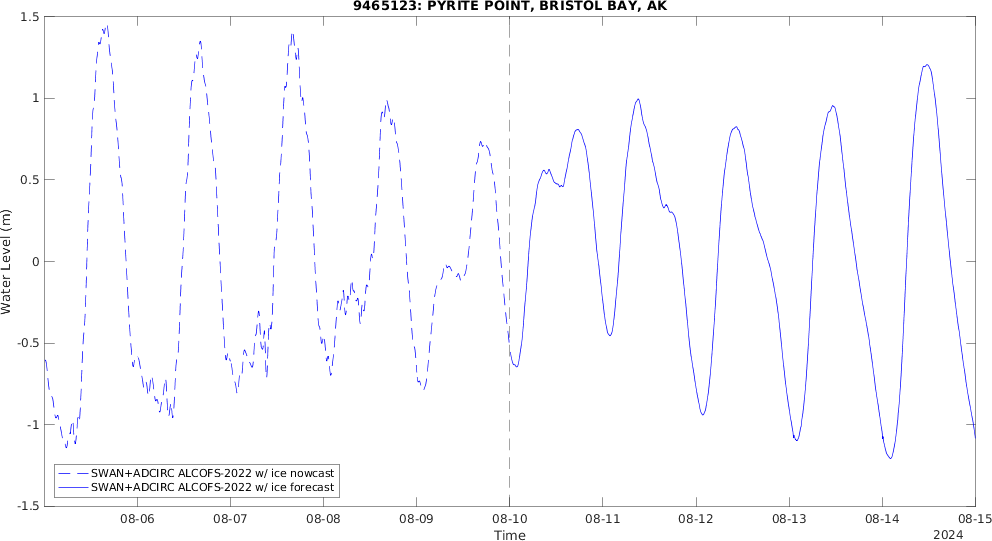 9465123: PYRITE POINT, BRISTOL BAY, AK
1.5
1
0.5
0
-0.5
-1
-1.5
Water Level (m)
SWAN+ADCIRC ALCOFS-2022 w/ ice nowcast
SWAN+ADCIRC ALCOFS-2022 w/ ice forecast
08-06 08-07 08-08 08-09 08-10 08-11 08-12 08-13 08-14 08-15
Time
2024